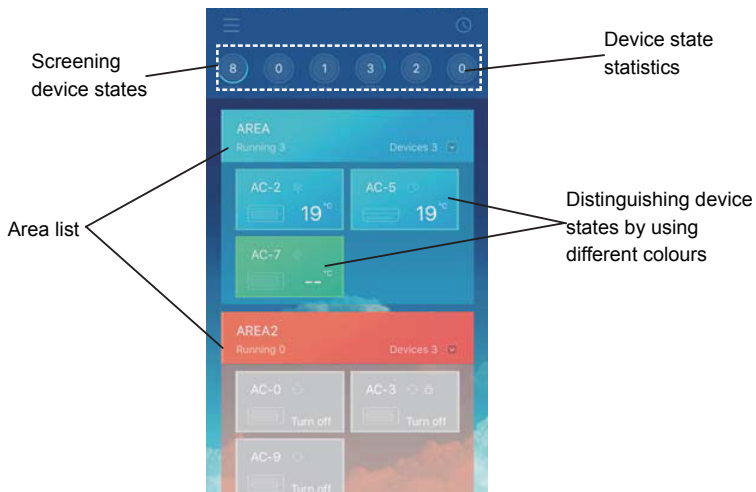 Screening
device states
Device state
statistics
8 0 1 3 2 0
AREA
Running 3
Devices 3
AC-2
19°C
AC-5
19°C
Area list
Distinguishing device
states by using
different colours
AC-7
--°C
AREA2
Running 0
Devices 3
AC-0
Turn off
AC-3
Turn off
AC-9
Turn off